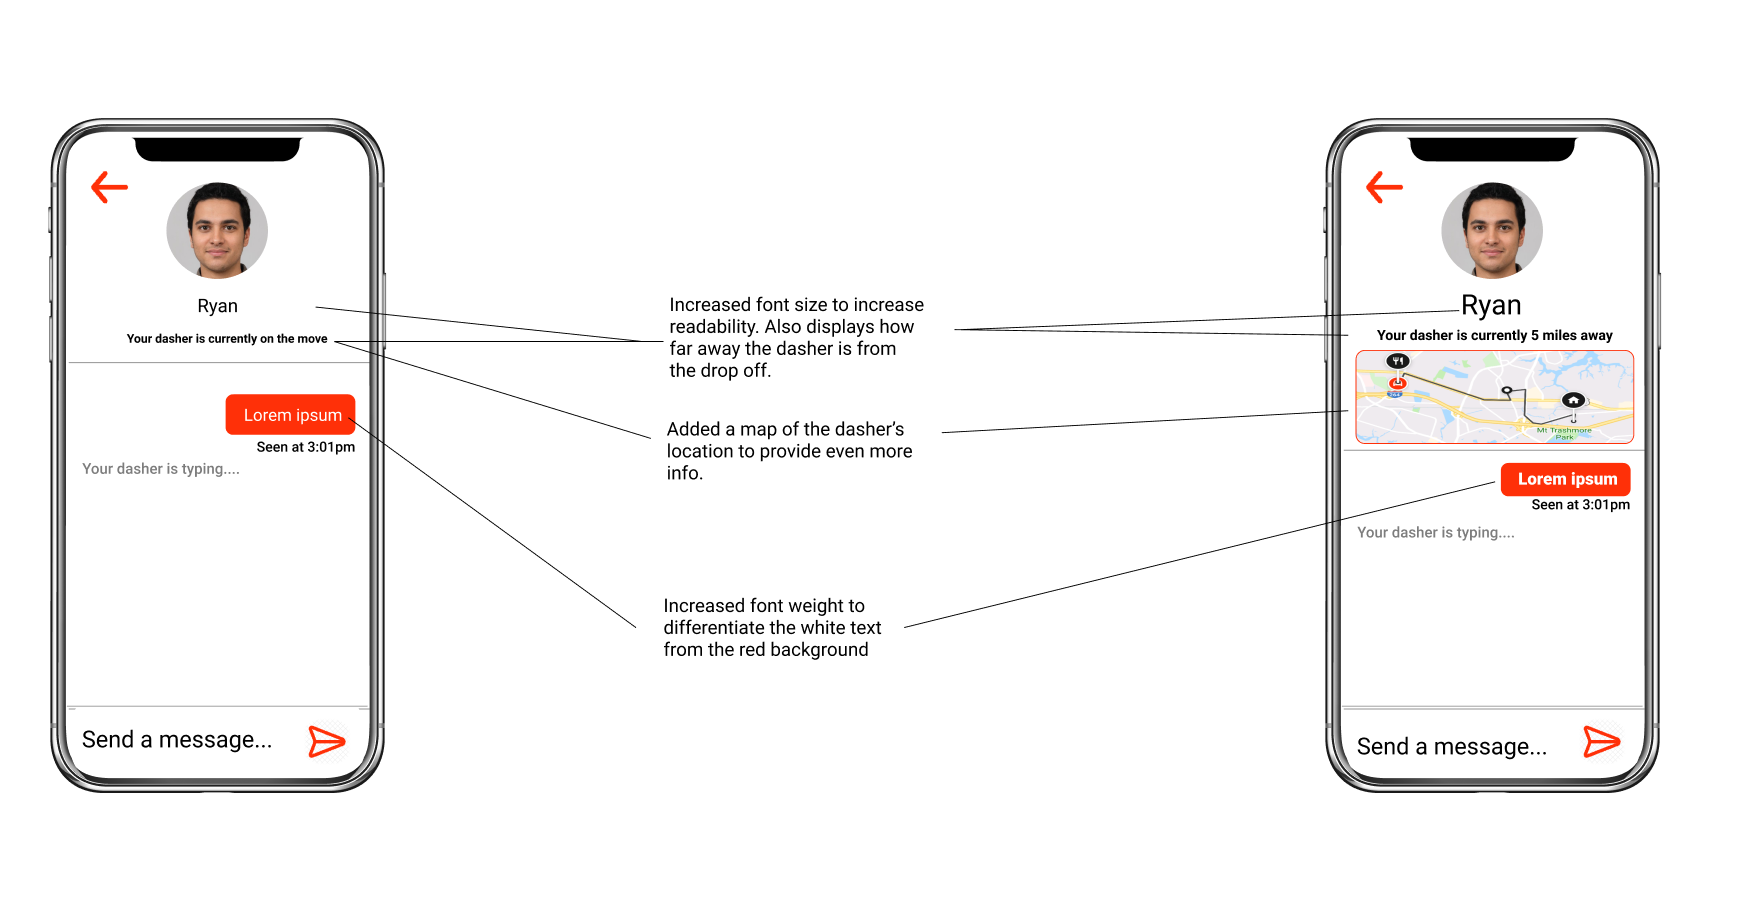 Ryan
Your dasher is currently on the move
Lorem ipsum
Seen at 3:01pm
Your dasher is typing....
Send a message...
Increased font size to increase
readability. Also displays how
far away the dasher is from
the drop off.
Added a map of the dasher’s
location to provide even more
info.
Increased font weight to
differentiate the white text
from the red background
Ryan
Your dasher is currently 5 miles away
264
Mt Trashmore
Park
Lorem ipsum
Seen at 3:01pm
Your dasher is typing....
Send a message...